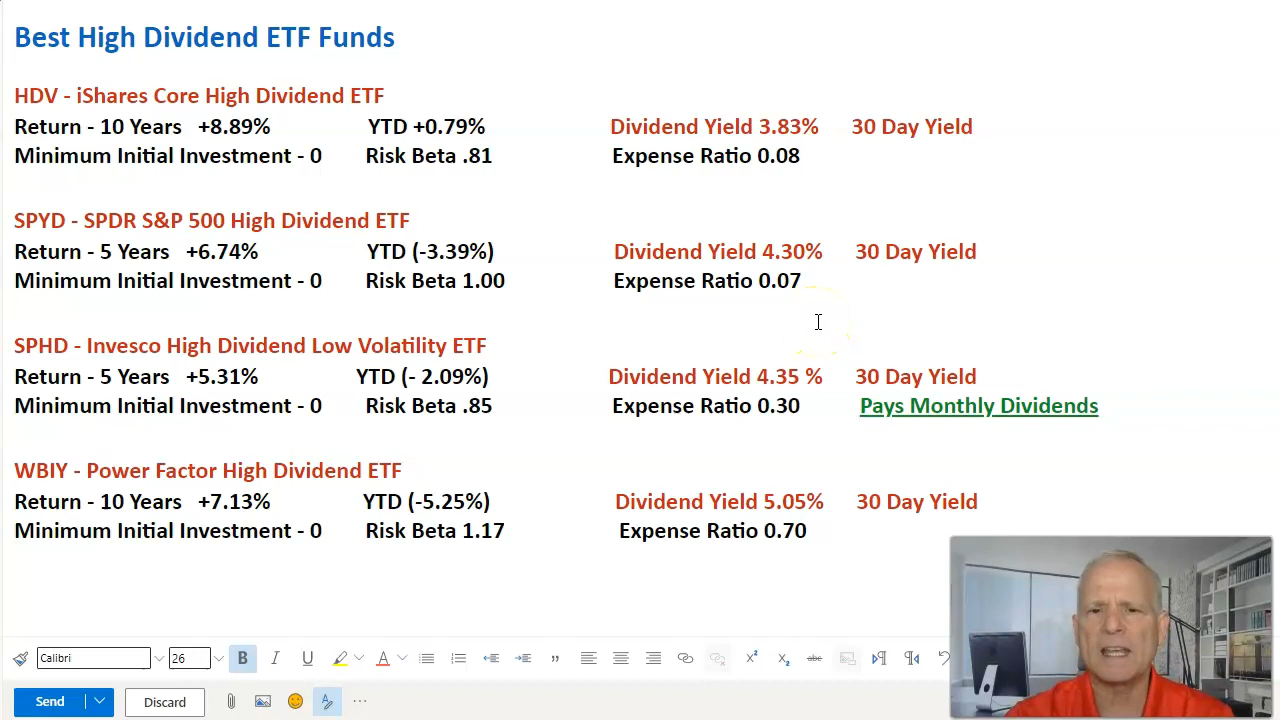 Best High Dividend ETF Funds
HDV - iShares Core High Dividend ETF
Return - 10 Years +8.89% YTD +0.79% Dividend Yield 3.83% 30 Day Yield
Minimum Initial Investment - 0 Risk Beta .81 Expense Ratio 0.08
SPYD - SPDR S&P 500 High Dividend ETF
Return - 5 Years +6.74% YTD (-3.39%) Dividend Yield 4.30% 30 Day Yield
Minimum Initial Investment - 0 Risk Beta 1.00 Expense Ratio 0.07
SPHD - Invesco High Dividend Low Volatility ETF
Return - 5 Years +5.31% YTD (- 2.09%) Dividend Yield 4.35 % 30 Day Yield
Minimum Initial Investment - 0 Risk Beta .85 Expense Ratio 0.30 Pays Monthly Dividends
WBIY - Power Factor High Dividend ETF
Return - 10 Years +7.13% YTD (-5.25%) Dividend Yield 5.05% 30 Day Yield
Minimum Initial Investment - 0 Risk Beta 1.17 Expense Ratio 0.70
Calibri 26 B I U A x² x₂ abc
Send Discard